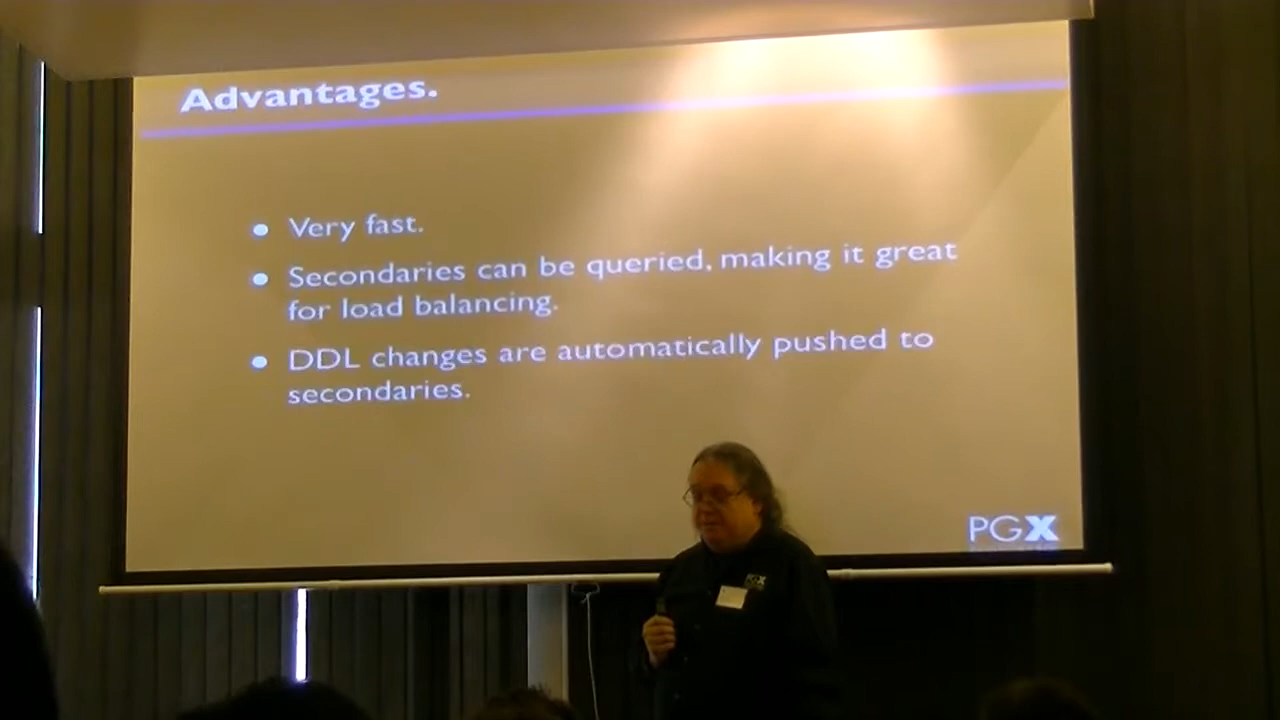 Advantages.
Very fast.
Secondaries can be queried, making it great
for load balancing.
DDL changes are automatically pushed to
secondaries.
PGX